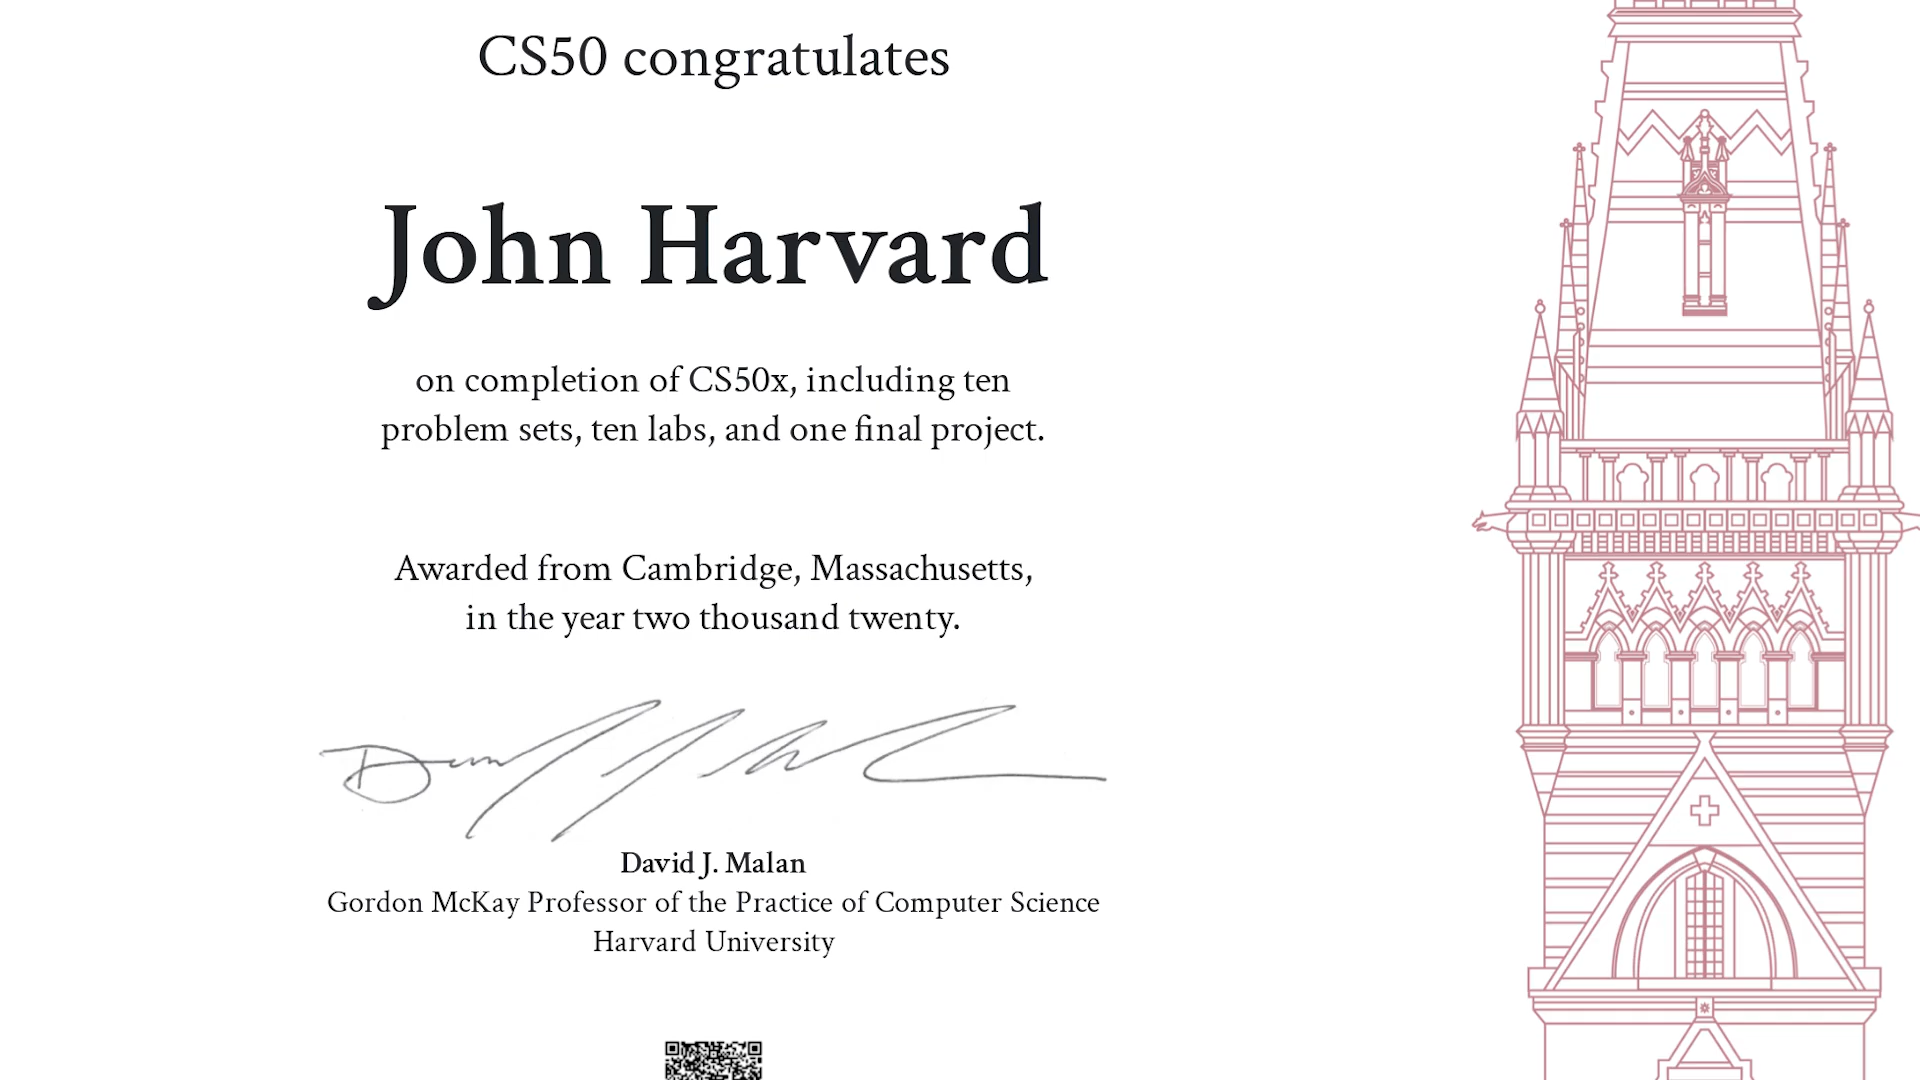 CS50 congratulates
John Harvard
on completion of CS50x, including ten
problem sets, ten labs, and one final project.
Awarded from Cambridge, Massachusetts,
in the year two thousand twenty.
David J. Malan
Gordon McKay Professor of the Practice of Computer Science
Harvard University